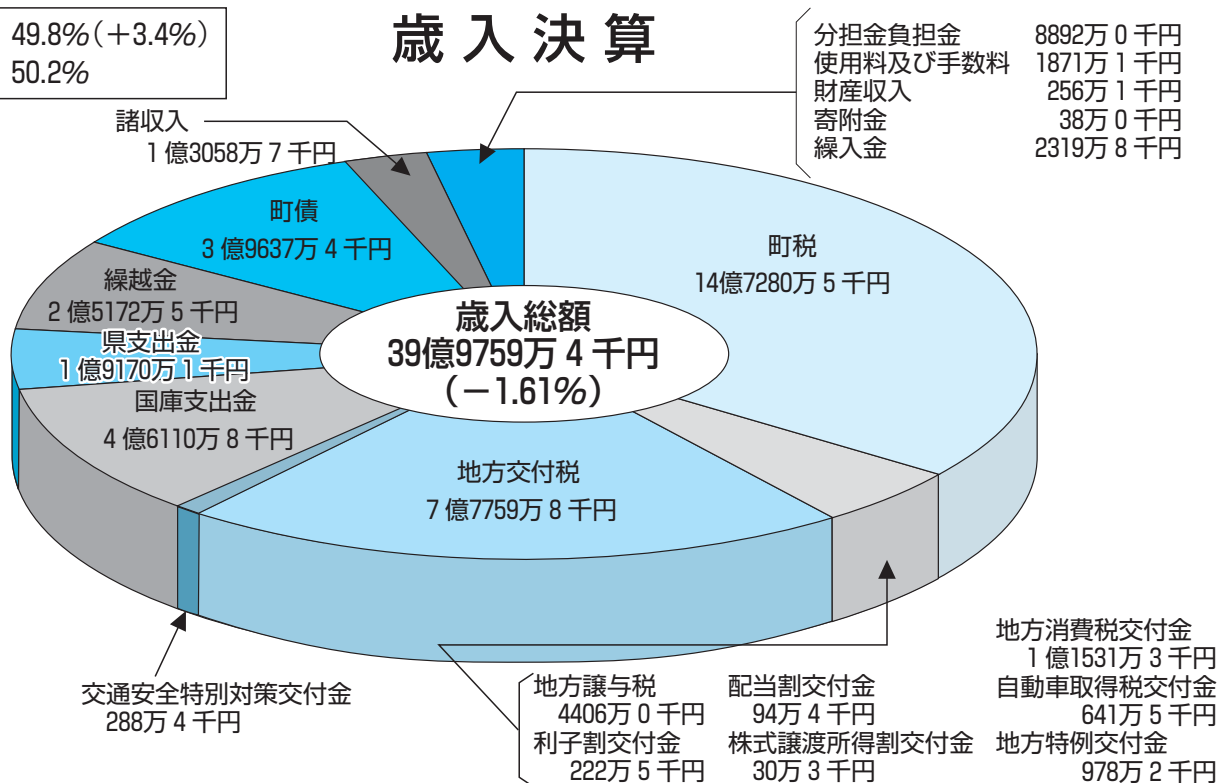 49.8%（+3.4%）
50.2%
歳入決算
分担金負担金 8892万0千円
使用料及び手数料 1871万1千円
財産収入 256万1千円
寄附金 38万0千円
繰入金 2319万8千円
諸収入
1億3058万7千円
町債
3億9637万4千円
繰越金
2億5172万5千円
県支出金
1億9170万1千円
国庫支出金
4億6110万8千円
町税
14億7280万5千円
歳入総額
39億9759万4千円
（－1.61%）
地方交付税
7億7759万8千円
交通安全特別対策交付金
288万4千円
地方譲与税
4406万0千円
利子割交付金
222万5千円
配当割交付金
94万4千円
株式譲渡所得割交付金
30万3千円
地方消費税交付金
1億1531万3千円
自動車取得税交付金
641万5千円
地方特例交付金
978万2千円